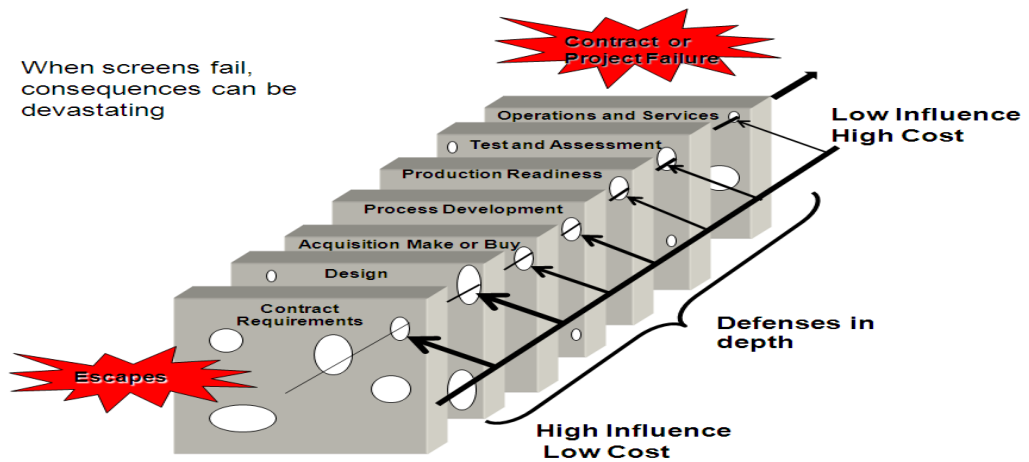 Contract or
Project Failure
When screens fail,
consequences can be
devastating
Operations and Services
Low Influence
High Cost
Test and Assessment
Production Readiness
Process Development
Acquisition Make or Buy
Design
Contract
Requirements
Defenses in
depth
Escapes
High Influence
Low Cost